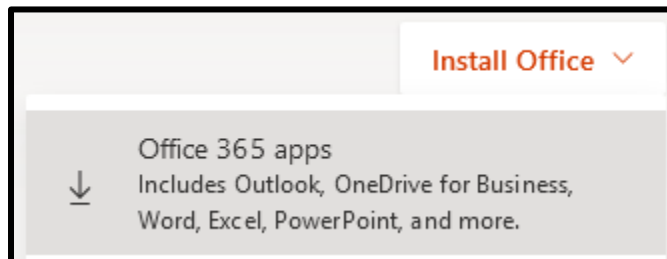 Install Office
Office 365 apps
Includes Outlook, OneDrive for Business,
Word, Excel, PowerPoint, and more.